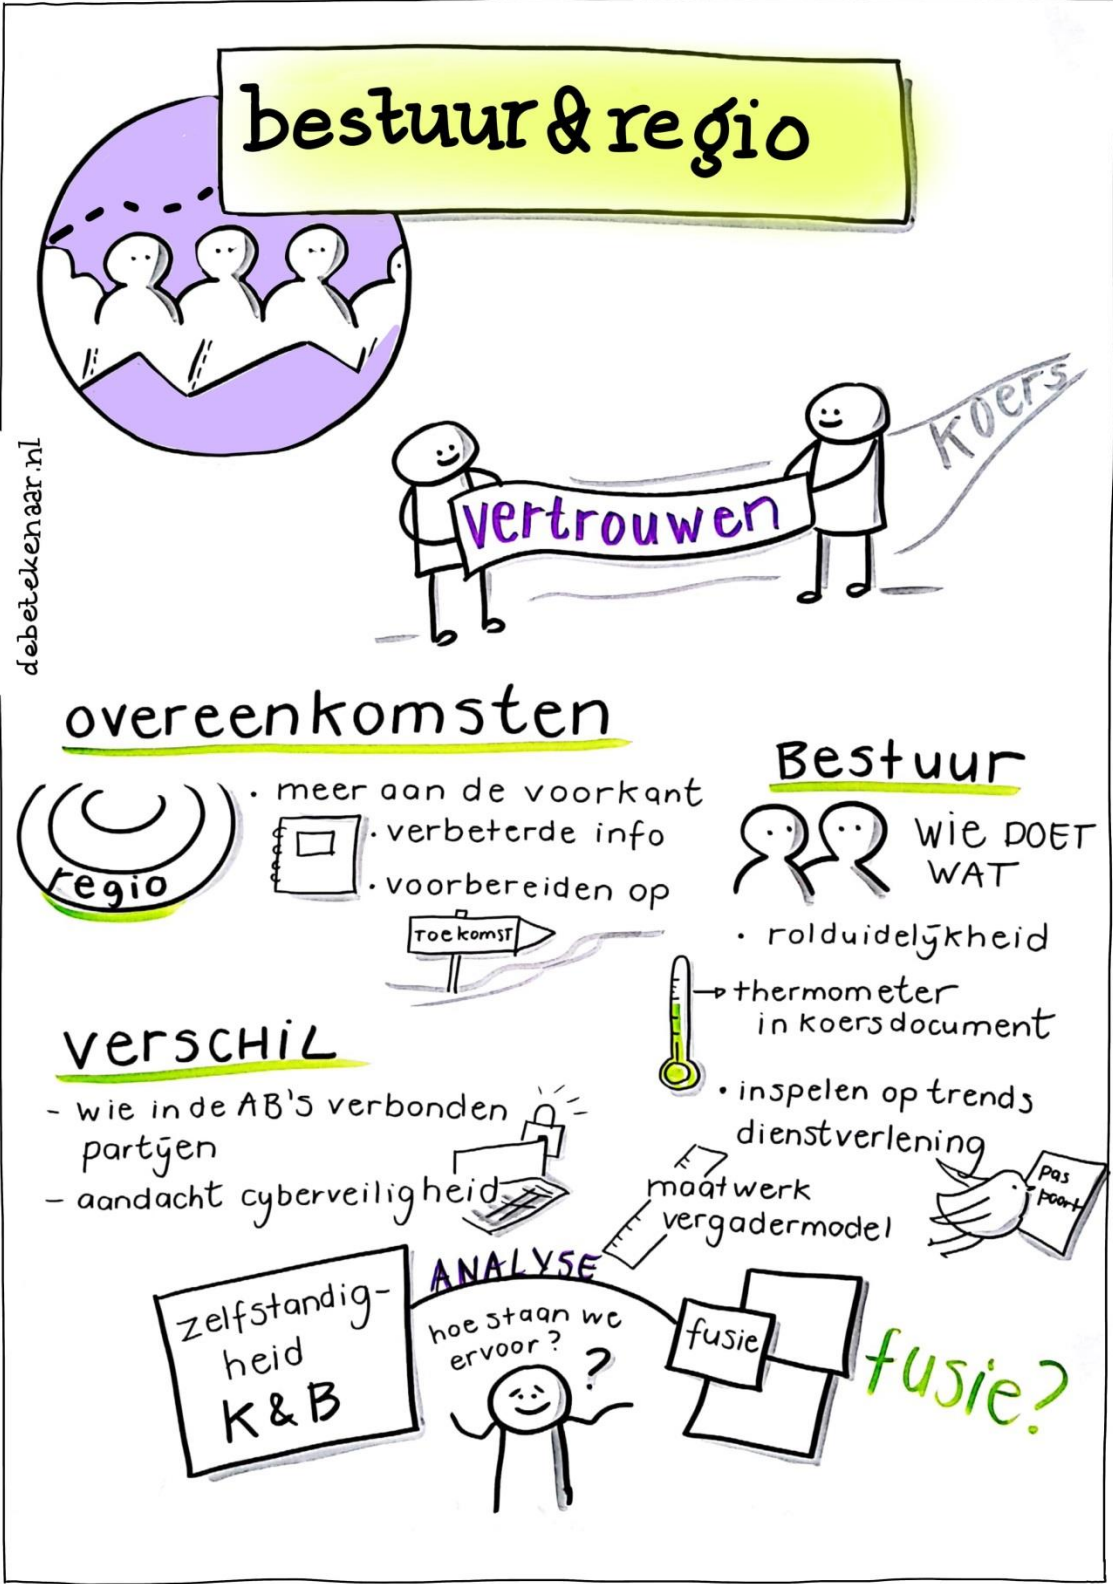 bestuur & regio
koers
vertrouwen
debetekenaar.nl
overeenkomsten
regio
• meer aan de voorkant
• verbeterde info
• voorbereiden op
Toekomst
Bestuur
wie DOET
WAT
• rolduidelijkheid
thermometer
in koersdocument
• inspelen op trends
dienstverlening
pas
poort
maatwerk
vergadermodel
VERSCHIL
- wie in de AB's verbonden
partijen
- aandacht cyberveiligheid
zelfstandig-
heid
K & B
ANALYSE
hoe staan we
ervoor?
?
fusie
fusie?